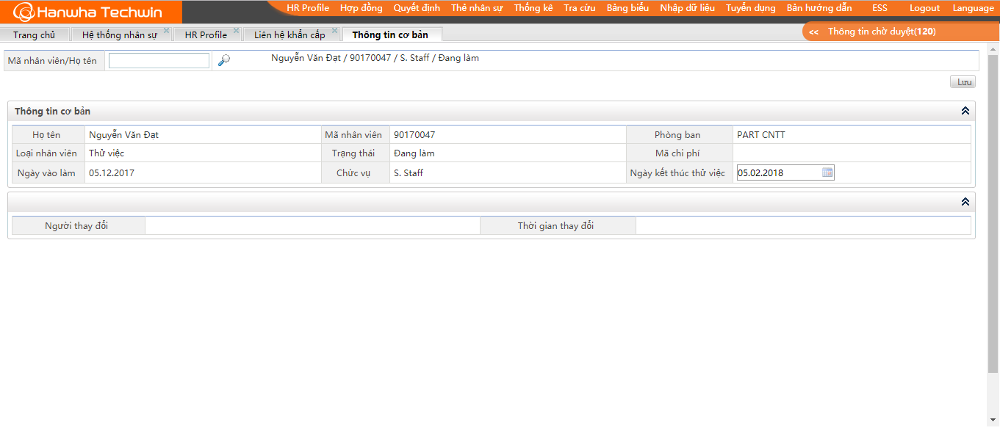 Hanwha Techwin
HR Profile Hợp đồng Quyết định Thẻ nhân sự Thống kê Tra cứu Bảng biểu Nhập dữ liệu Tuyển dụng Bản hướng dẫn ESS Logout Language
Trang chủ Hệ thống nhân sự HR Profile Liên hệ khẩn cấp Thông tin cơ bản << Thông tin chờ duyệt(120)
Mã nhân viên/Họ tên Nguyễn Văn Đạt / 90170047 / S. Staff / Đang làm
Lưu
Thông tin cơ bản
Họ tên Nguyễn Văn Đạt Mã nhân viên 90170047 Phòng ban PART CNTT
Loại nhân viên Thử việc Trạng thái Đang làm Mã chi phí
Ngày vào làm 05.12.2017 Chức vụ S. Staff Ngày kết thúc thử việc 05.02.2018
Người thay đổi Thời gian thay đổi